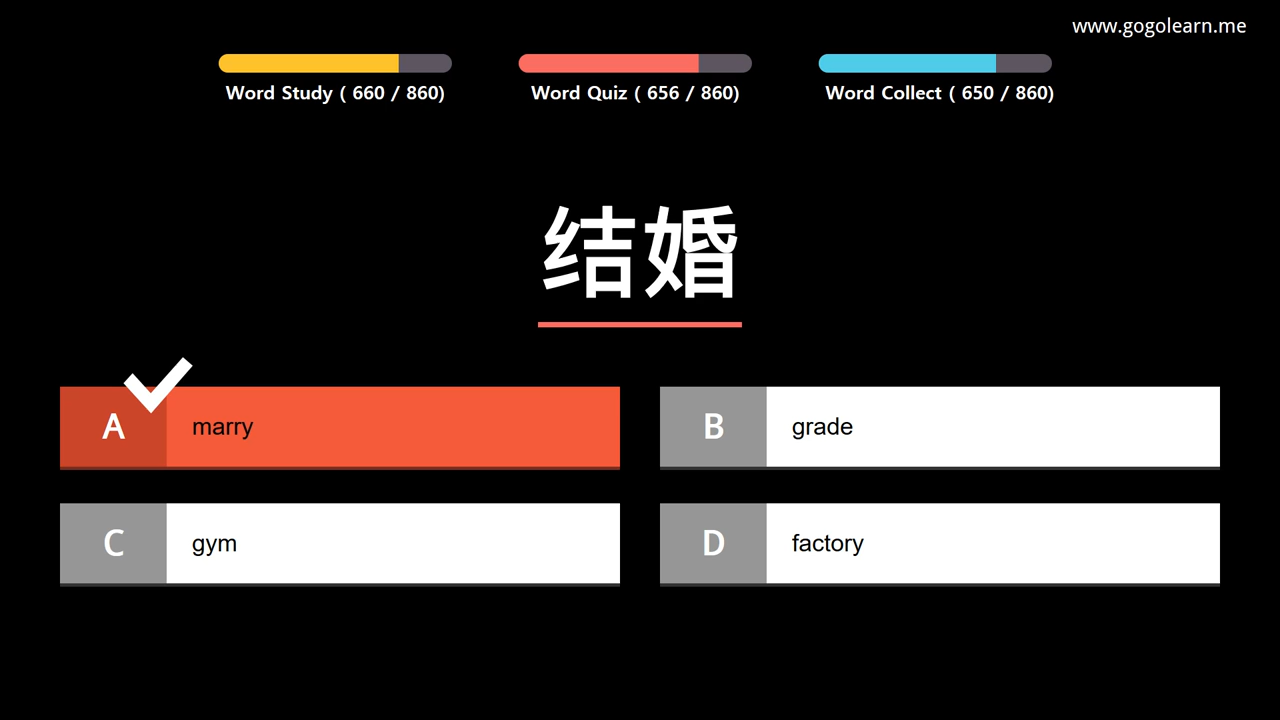 www.gogolearn.me
Word Study ( 660 / 860)
Word Quiz ( 656 / 860)
Word Collect ( 650 / 860)
结婚
A marry
B grade
C gym
D factory